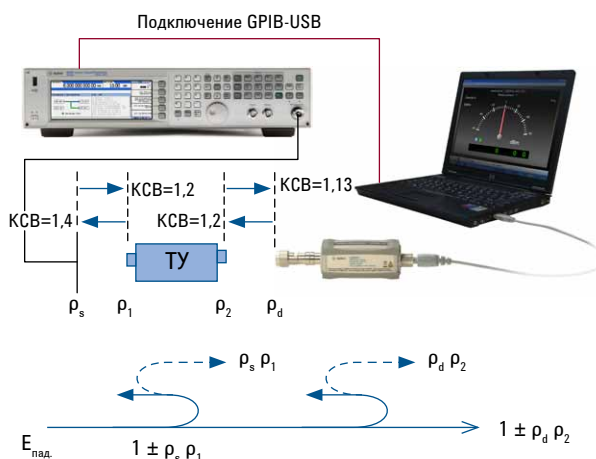 Подключение GPIB-USB
КСВ=1,2
КСВ=1,13
КСВ=1,4
КСВ=1,2
ТУ
ρs ρ1 ρ2 ρd
ρs ρ1
ρd ρ2
Eпад.
1 ± ρs ρ1
1 ± ρd ρ2